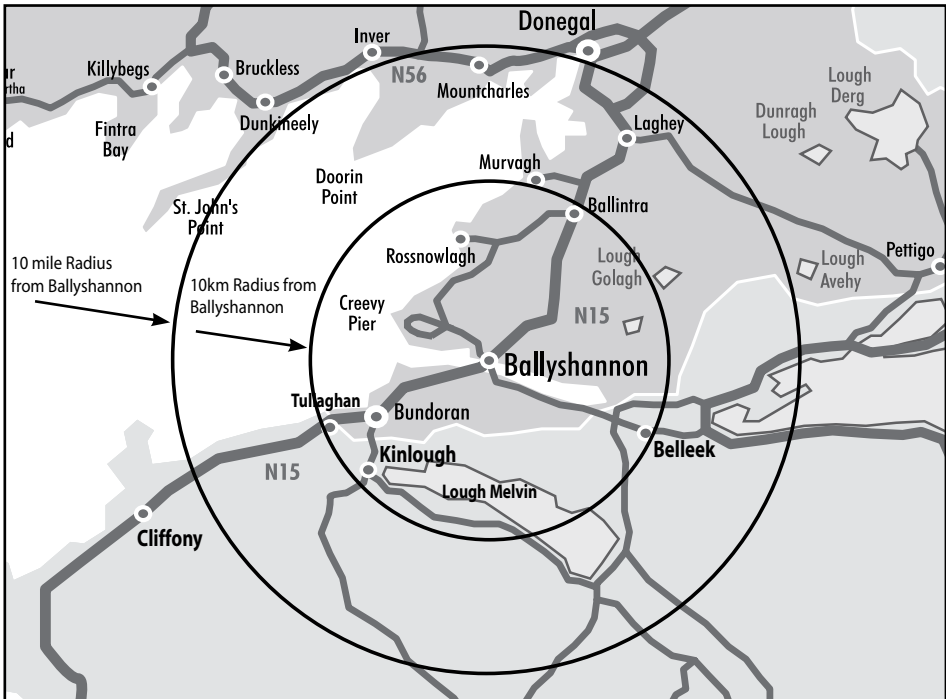 Donegal
Inver
N56
Killybegs
Bruckless
Mountcharles
Dunkineely
Fintra
Bay
ar
rtha
d
Lough
Derg
Dunragh
Lough
Laghey
Murvagh
Doorin
Point
St. John's
Point
Ballintra
Rossnowlagh
Lough
Golagh
Lough
Avehy
Pettigo
10 mile Radius
from Ballyshannon
10km Radius from
Ballyshannon
Creevy
Pier
N15
Ballyshannon
Tullaghan
Bundoran
Belleek
Kinlough
N15
Lough Melvin
Cliffony